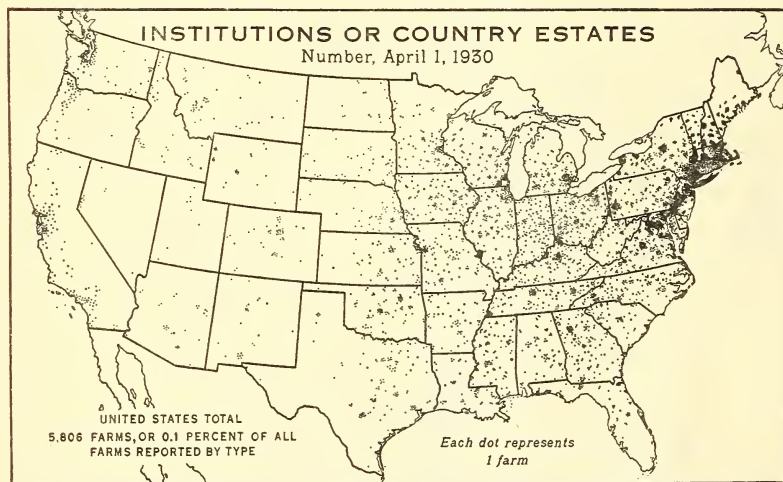 INSTITUTIONS OR COUNTRY ESTATES
Number, April 1, 1930
UNITED STATES TOTAL
5,806 FARMS, OR 0.1 PERCENT OF ALL
FARMS REPORTED BY TYPE
Each dot represents
1 farm